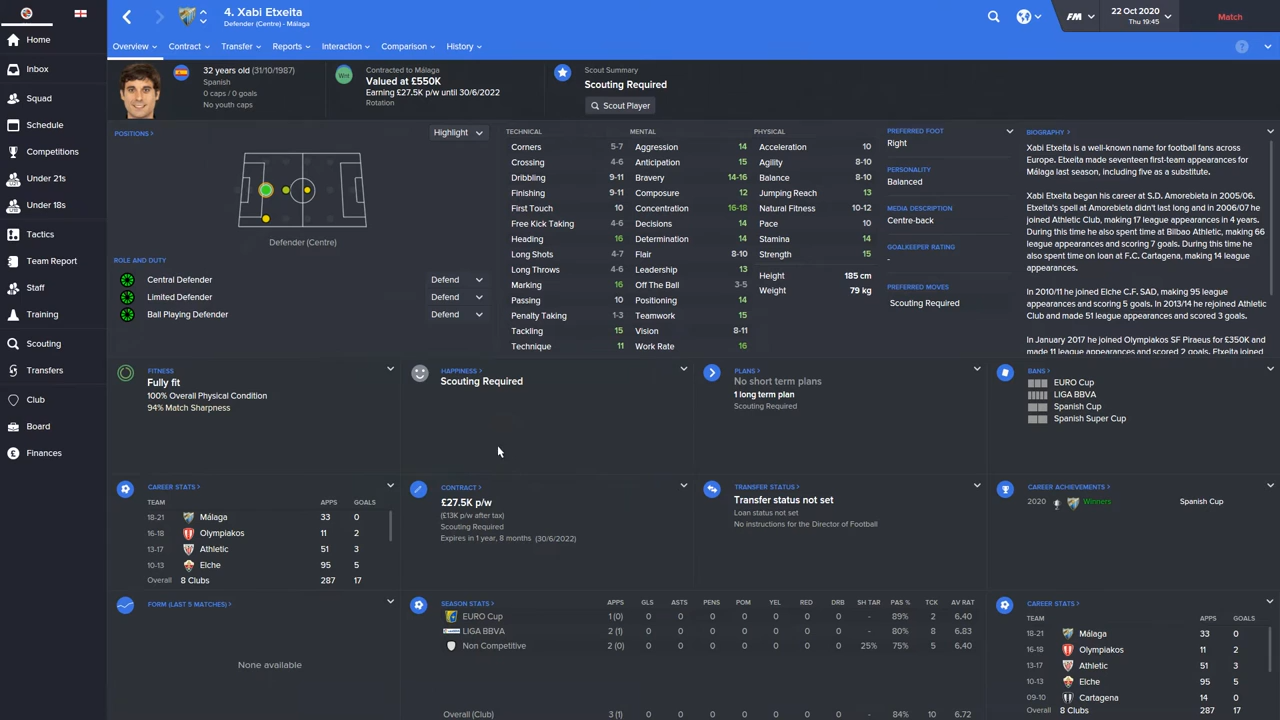 4. Xabi Etxeita
Defender (Centre) - Málaga
FM
22 Oct 2020
Thu 19:45
Match
Home
Inbox
Squad
Schedule
Competitions
Under 21s
Under 18s
Tactics
Team Report
Staff
Training
Scouting
Transfers
Club
Board
Finances
Overview
Contract
Transfer
Reports
Interaction
Comparison
History
?
32 years old (31/10/1987)
Spanish
0 caps / 0 goals
No youth caps
Wnt
Contracted to Málaga
Valued at £550K
Earning £27.5K p/w until 30/6/2022
Rotation
Scout Summary
Scouting Required
Scout Player
POSITIONS >
Highlight
Defender (Centre)
ROLE AND DUTY
Central Defender Defend
Limited Defender Defend
Ball Playing Defender Defend
TECHNICAL
Corners 5-7
Crossing 4-6
Dribbling 9-11
Finishing 9-11
First Touch 10
Free Kick Taking 4-6
Heading 16
Long Shots 4-7
Long Throws 4-6
Marking 16
Passing 10
Penalty Taking 1-3
Tackling 15
Technique 11
MENTAL
Aggression 14
Anticipation 15
Bravery 14-16
Composure 12
Concentration 16-18
Decisions 14
Determination 14
Flair 8-10
Leadership 13
Off The Ball 3-5
Positioning 14
Teamwork 15
Vision 8-11
Work Rate 16
PHYSICAL
Acceleration 10
Agility 8-10
Balance 8-10
Jumping Reach 13
Natural Fitness 10-12
Pace 10
Stamina 14
Strength 15
Height 185 cm
Weight 79 kg
PREFERRED FOOT
Right
PERSONALITY
Balanced
MEDIA DESCRIPTION
Centre-back
GOALKEEPER RATING
-
PREFERRED MOVES
Scouting Required
BIOGRAPHY >
Xabi Etxeita is a well-known name for football fans across
Europe. Etxeita made seventeen first-team appearances for
Málaga last season, including five as a substitute.
Xabi Etxeita began his career at S.D. Amorebieta in 2005/06.
Etxeita's spell at Amorebieta didn't last long and in 2006/07 he
joined Athletic Club, making 17 league appearances in 4 years.
During this time he also spent time at Bilbao Athletic, making 66
league appearances and scoring 7 goals. During this time he
also spent time on loan at F.C. Cartagena, making 14 league
appearances.
In 2010/11 he joined Elche C.F. SAD, making 95 league
appearances and scoring 5 goals. In 2013/14 he rejoined Athletic
Club and made 51 league appearances and scored 3 goals.
In January 2017 he joined Olympiakos SF Piraeus for £350K and
made 11 league appearances and scored 2 goals. Etxeita joined
FITNESS
Fully fit
100% Overall Physical Condition
94% Match Sharpness
HAPPINESS >
Scouting Required
PLANS >
No short term plans
1 long term plan
Scouting Required
BANS >
EURO Cup
LIGA BBVA
Spanish Cup
Spanish Super Cup
CAREER STATS >
TEAM APPS GOALS
18-21 Málaga 33 0
16-18 Olympiakos 11 2
13-17 Athletic 51 3
10-13 Elche 95 5
Overall 8 Clubs 287 17
CONTRACT >
£27.5K p/w
(£13K p/w after tax)
Scouting Required
Expires in 1 year, 8 months (30/6/2022)
TRANSFER STATUS >
Transfer status not set
Loan status not set
No instructions for the Director of Football
CAREER ACHIEVEMENTS >
2020 Winners Spanish Cup
FORM (LAST 5 MATCHES) >
None available
SEASON STATS > APPS GLS ASTS PENS POM YEL RED DRB SH TAR PAS % TCK AV RAT
EURO Cup 1 (0) 0 0 0 0 0 0 0 - 89% 2 6.40
LIGA BBVA 2 (1) 0 0 0 0 0 0 0 - 80% 8 6.83
Non Competitive 2 (0) 0 0 0 0 0 0 0 25% 75% 5 6.40
Overall (Club) 3 (1) 0 0 0 0 0 0 0 - 84% 10 6.72
CAREER STATS >
TEAM APPS GOALS
18-21 Málaga 33 0
16-18 Olympiakos 11 2
13-17 Athletic 51 3
10-13 Elche 95 5
09-10 Cartagena 14 0
Overall 8 Clubs 287 17